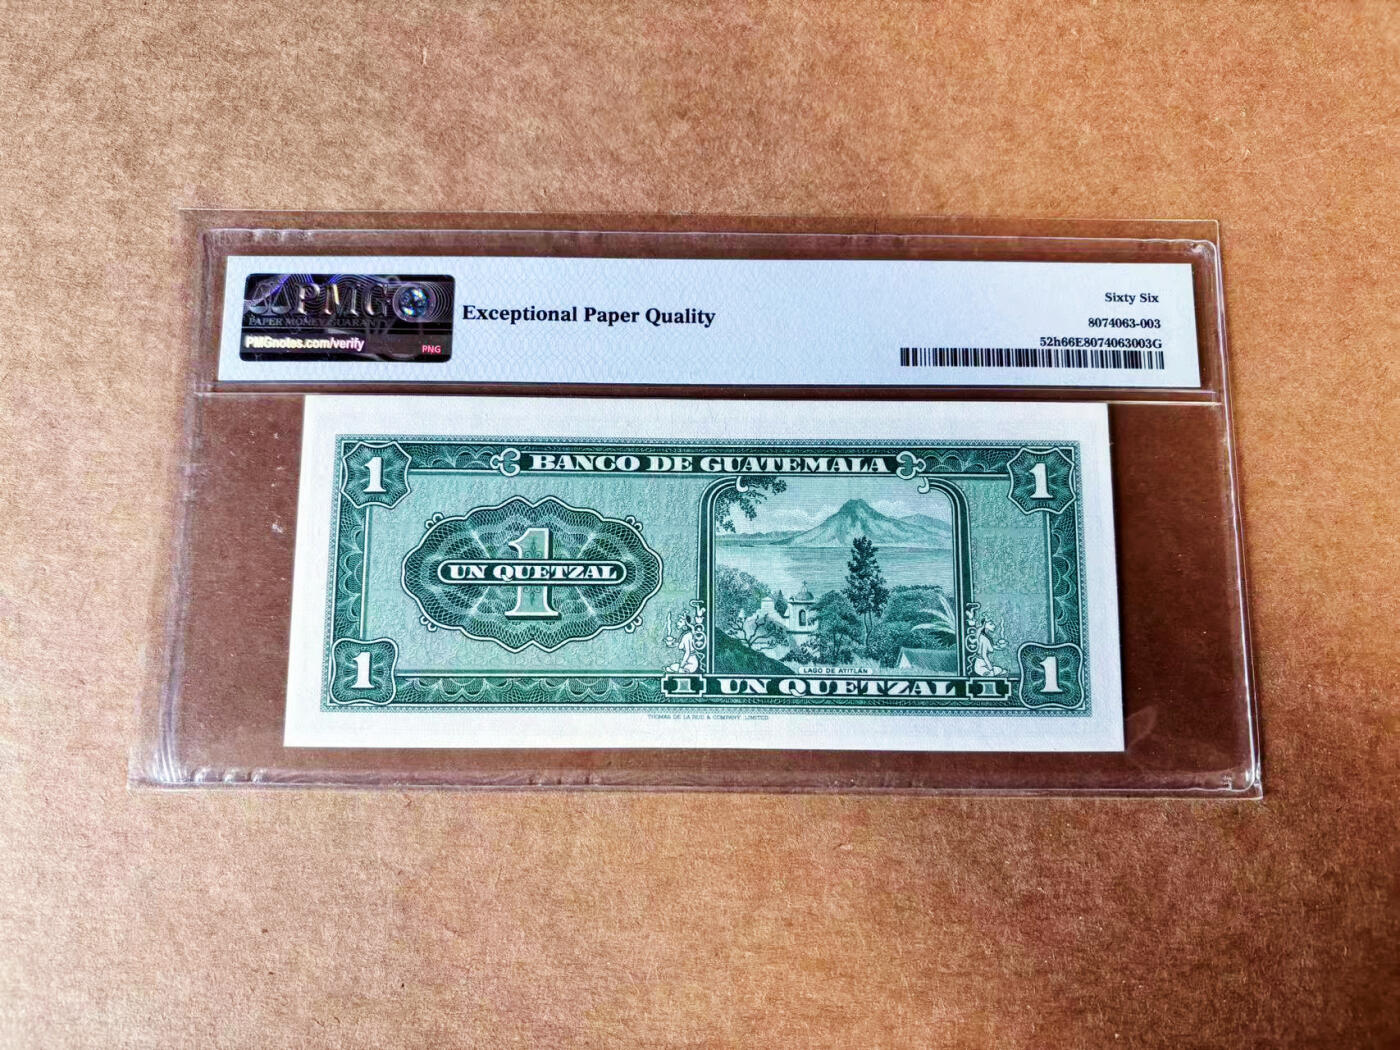 PMG
PAPER MONEY GUARANTY
PMGnotes.com/verify
PNG
Exceptional Paper Quality
Sixty Six
8074063-003
52h66E8074063003G
1 BANCO DE GUATEMALA 1
1
UN QUETZAL
LAGO DE ATITLÁN
1 1 UN QUETZAL 1 1
THOMAS DE LA RUE & COMPANY, LIMITED